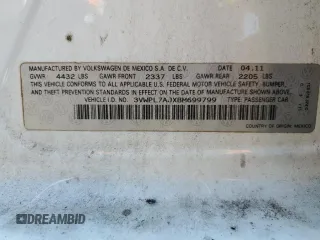 MANUFACTURED BY VOLKSWAGEN DE MEXICO S.A. DE C.V. DATE 04.11
GVWR 4432 LBS GAWR FRONT 2337 LBS GAWR REAR 2205 LBS
THIS VEHICLE CONFORMS TO ALL APPLICABLE U.S. FEDERAL MOTOR VEHICLE SAFETY, BUMPER,
AND THEFT PREVENTION STANDARDS IN EFFECT ON THE DATE OF MANUFACTURE SHOWN ABOVE.
VEHICLE I.D. NO.: 3VWPL7AJXBM699799 TYPE: PASSENGER CAR
COUNTRY OF ORIGIN: MEXICO
© DREAMBID